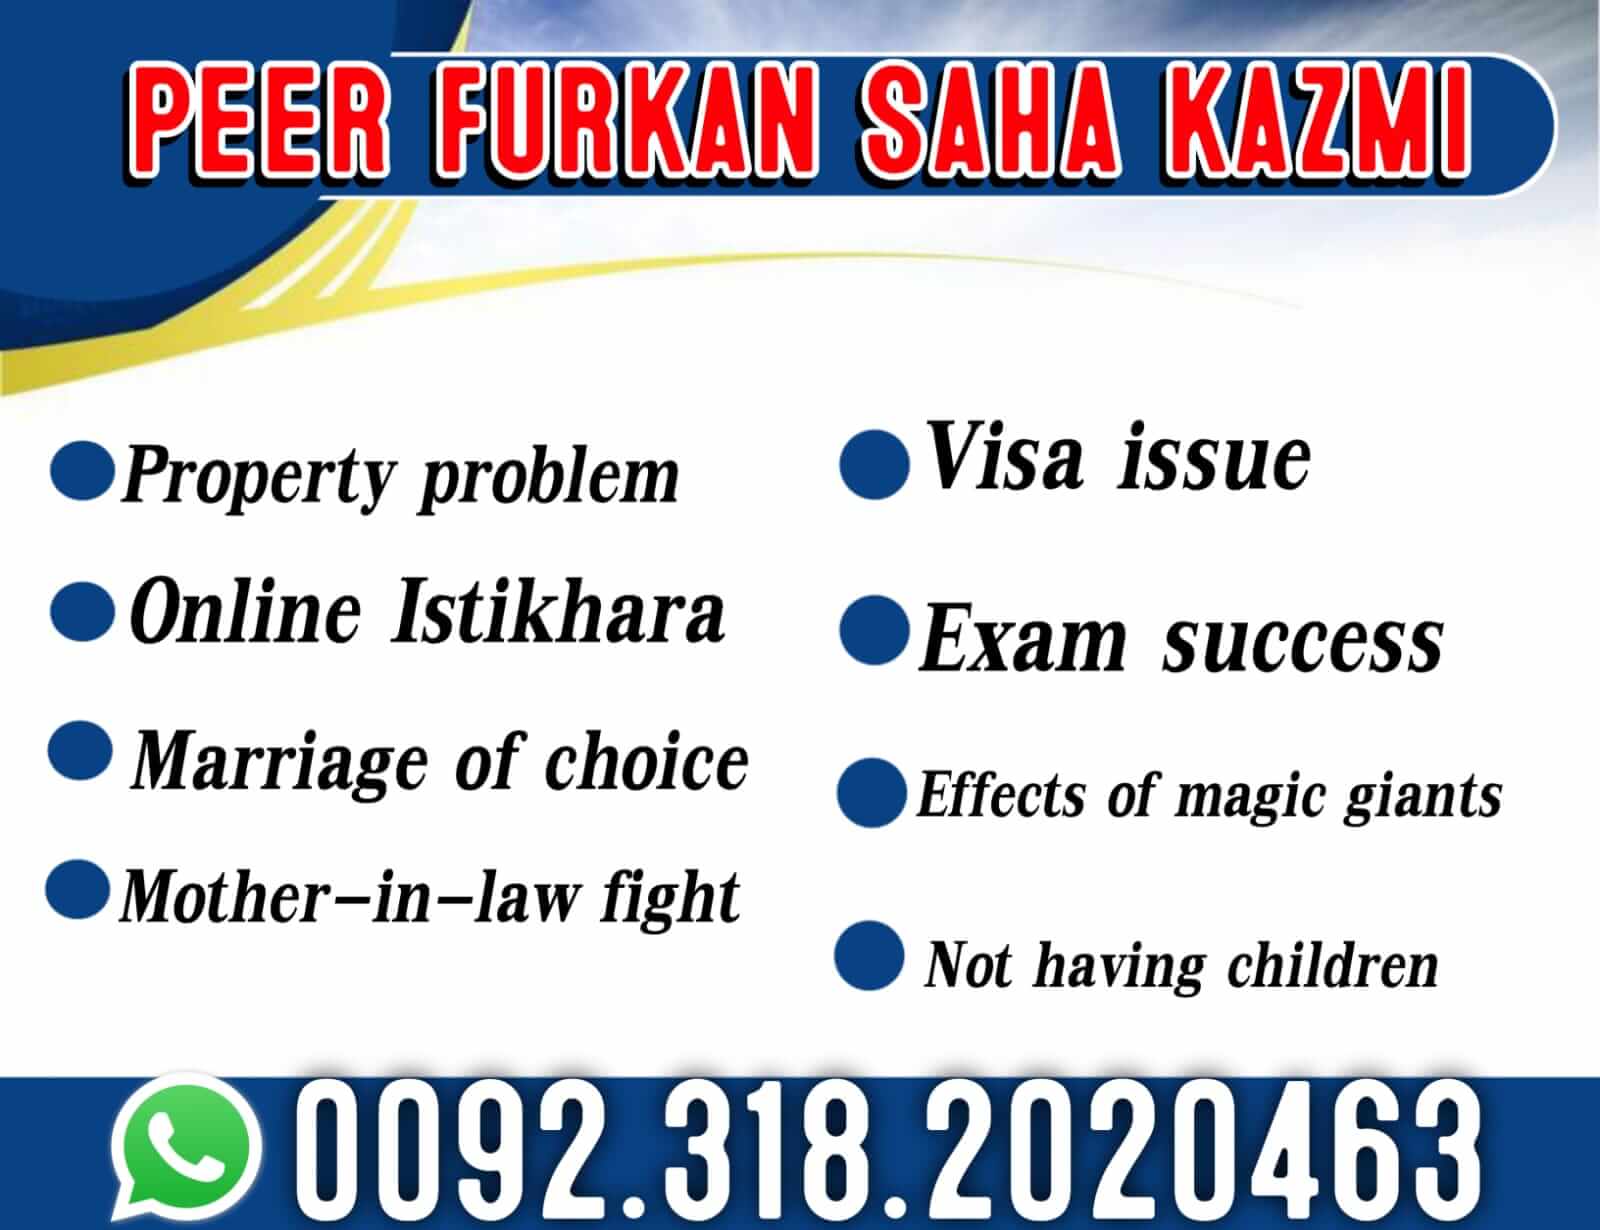 PEER FURKAN SAHA KAZMI
Property problem
Online Istikhara
Marriage of choice
Mother-in-law fight
Visa issue
Exam success
Effects of magic giants
Not having children
0092.318.2020463